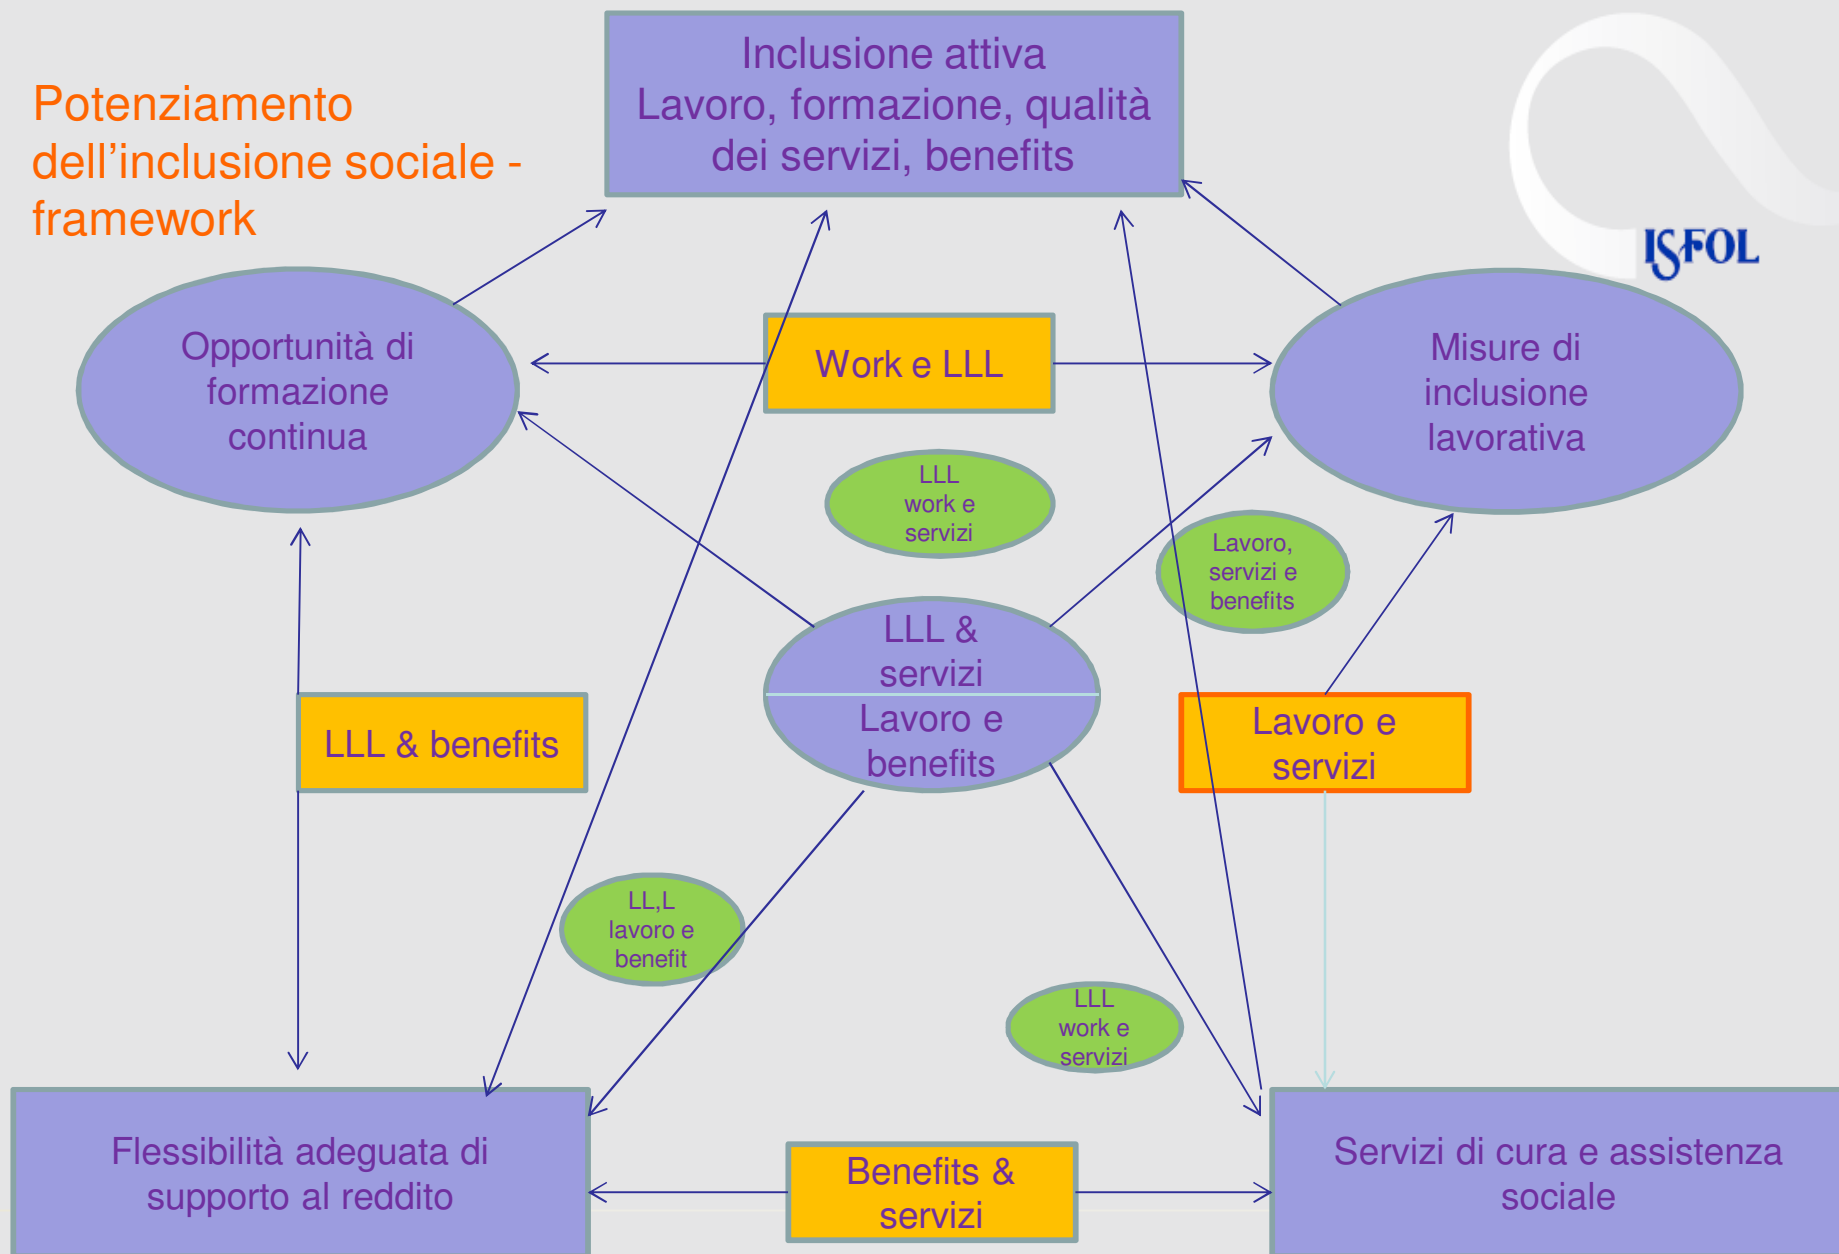 Potenziamento
dell'inclusione sociale -
framework
Inclusione attiva
Lavoro, formazione, qualità
dei servizi, benefits
ISFOL
Opportunità di
formazione
continua
Work e LLL
Misure di
inclusione
lavorativa
LLL
work e
servizi
Lavoro,
servizi e
benefits
LLL &
servizi
Lavoro e
benefits
LLL & benefits
Lavoro e
servizi
LL,L
lavoro e
benefit
LLL
work e
servizi
Flessibilità adeguata di
supporto al reddito
Benefits &
servizi
Servizi di cura e assistenza
sociale